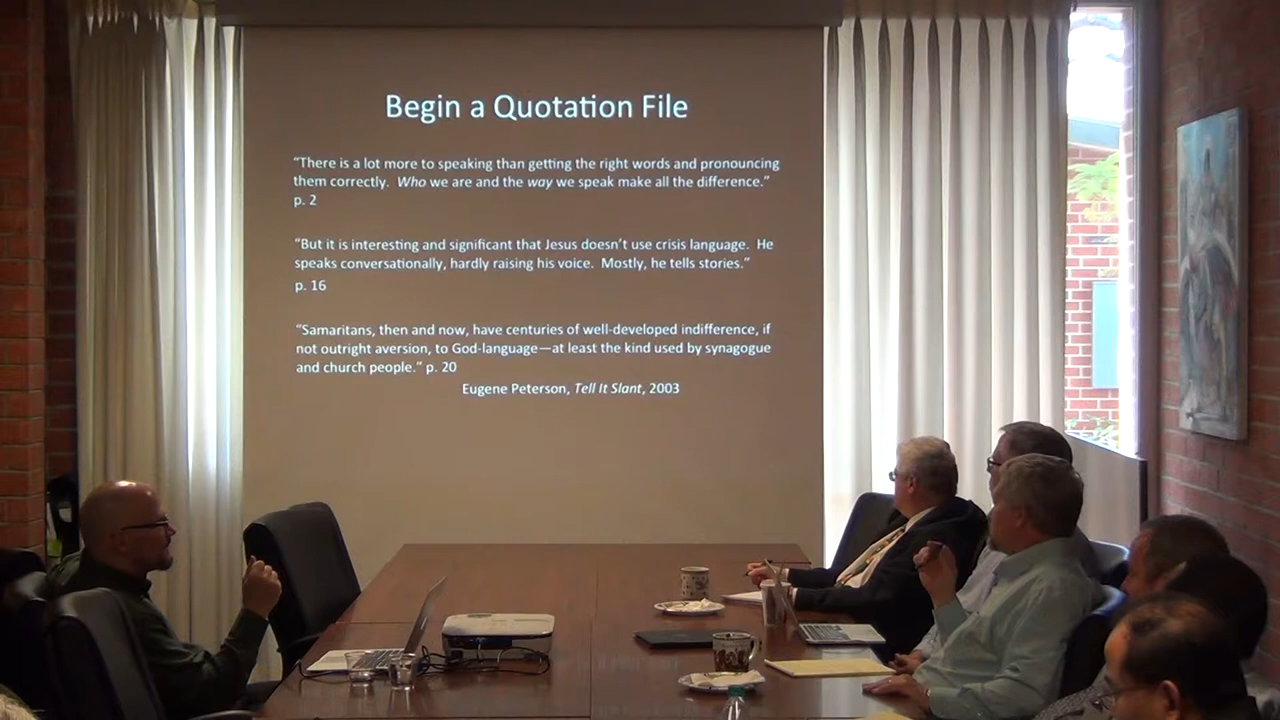 Begin a Quotation File
“There is a lot more to speaking than getting the right words and pronouncing
them correctly.  Who we are and the way we speak make all the difference.”
p. 2
“But it is interesting and significant that Jesus doesn’t use crisis language.  He
speaks conversationally, hardly raising his voice.  Mostly, he tells stories.”
p. 16
“Samaritans, then and now, have centuries of well-developed indifference, if
not outright aversion, to God-language—at least the kind used by synagogue
and church people.” p. 20
Eugene Peterson, Tell It Slant, 2003